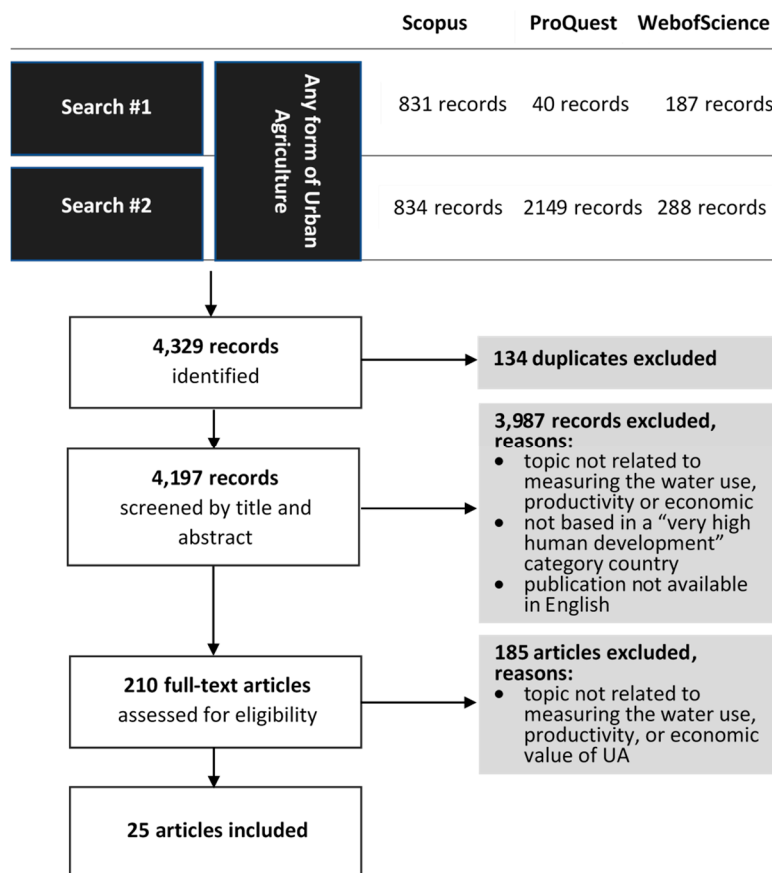 Scopus ProQuest WebofScience
Search #1
Any form of Urban
Agriculture
831 records 40 records 187 records
Search #2
834 records 2149 records 288 records
4,329 records
identified
134 duplicates excluded
4,197 records
screened by title and
abstract
3,987 records excluded,
reasons:
• topic not related to
measuring the water use,
productivity or economic
• not based in a “very high
human development”
category country
• publication not available
in English
210 full-text articles
assessed for eligibility
185 articles excluded,
reasons:
• topic not related to
measuring the water use,
productivity, or economic
value of UA
25 articles included